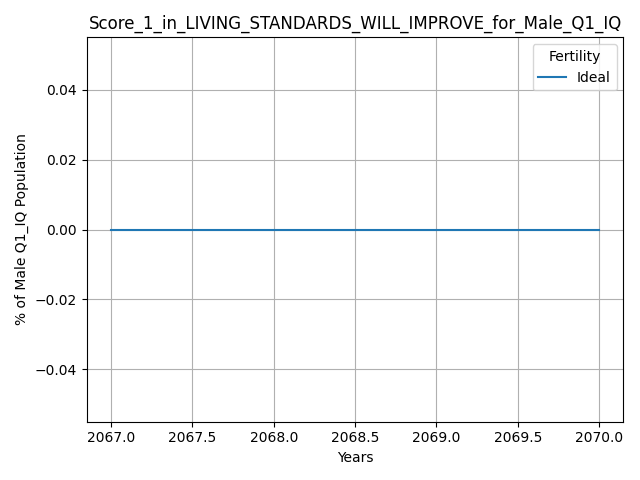 Score_1_in_LIVING_STANDARDS_WILL_IMPROVE_for_Male_Q1_IQ
Fertility
Ideal
0.04
0.02
0.00
−0.02
−0.04
% of Male Q1_IQ Population
2067.0 2067.5 2068.0 2068.5 2069.0 2069.5 2070.0
Years